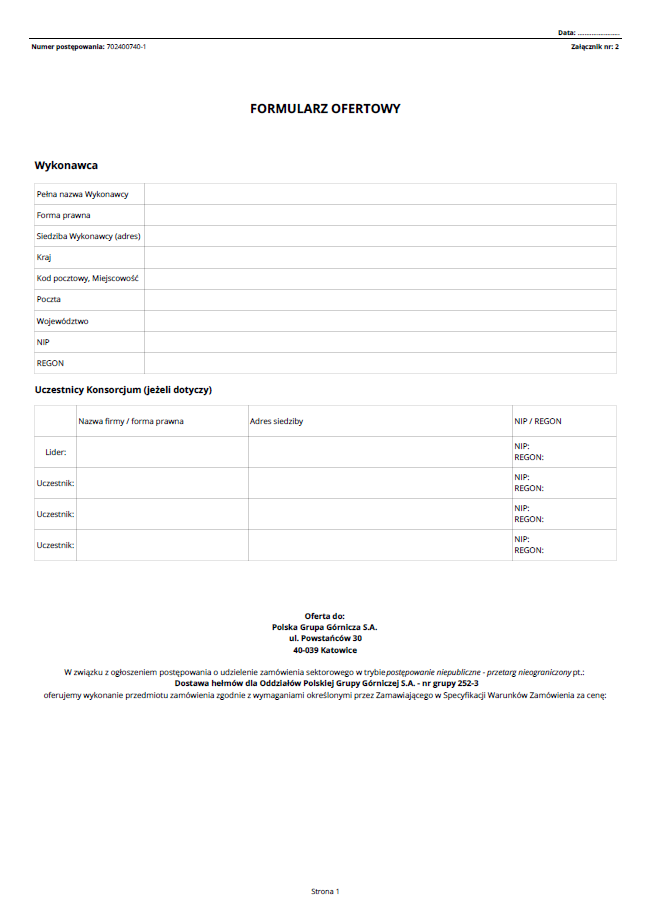 Data: ......................
Numer postępowania: 702400740-1 Załącznik nr: 2
FORMULARZ OFERTOWY
Wykonawca
Pełna nazwa Wykonawcy
Forma prawna
Siedziba Wykonawcy (adres)
Kraj
Kod pocztowy, Miejscowość
Poczta
Województwo
NIP
REGON
Uczestnicy Konsorcjum (jeżeli dotyczy)
Nazwa firmy / forma prawna Adres siedziby NIP / REGON
Lider: NIP:
REGON:
Uczestnik: NIP:
REGON:
Uczestnik: NIP:
REGON:
Uczestnik: NIP:
REGON:
Oferta do:
Polska Grupa Górnicza S.A.
ul. Powstańców 30
40-039 Katowice
W związku z ogłoszeniem postępowania o udzielenie zamówienia sektorowego w trybie postępowanie niepubliczne - przetarg nieograniczony pt.:
Dostawa hełmów dla Oddziałów Polskiej Grupy Górniczej S.A. - nr grupy 252-3
oferujemy wykonanie przedmiotu zamówienia zgodnie z wymaganiami określonymi przez Zamawiającego w Specyfikacji Warunków Zamówienia za cenę:
Strona 1